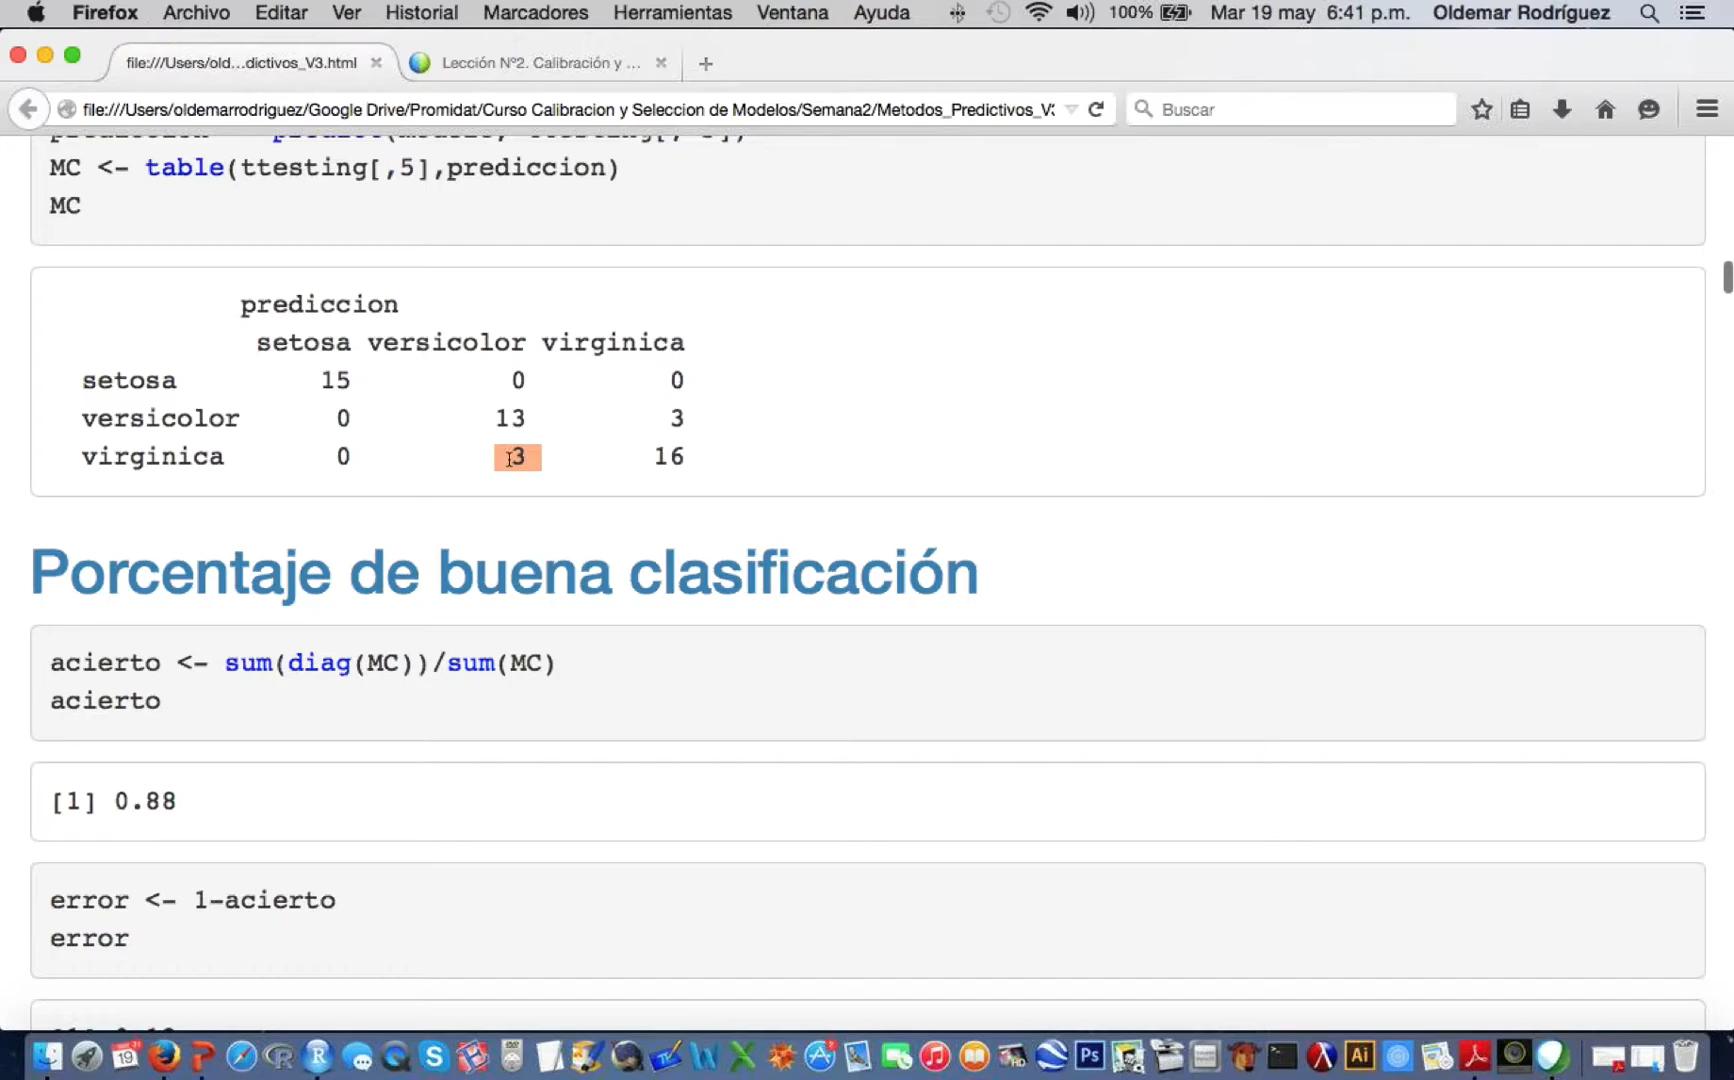 Firefox Archivo Editar Ver Historial Marcadores Herramientas Ventana Ayuda 100% Mar 19 may 6:41 p.m. Oldemar Rodríguez
file:///Users/old...dictivos_V3.html Lección Nº2. Calibración y ...
file:///Users/oldemarrodriguez/Google Drive/Promidat/Curso Calibracion y Seleccion de Modelos/Semana2/Metodos_Predictivos_V: Buscar
MC <- table(ttesting[,5],prediccion)
MC
prediccion
setosa versicolor virginica
setosa 15 0 0
versicolor 0 13 3
virginica 0 3 16
Porcentaje de buena clasificación
acierto <- sum(diag(MC))/sum(MC)
acierto
[1] 0.88
error <- 1-acierto
error